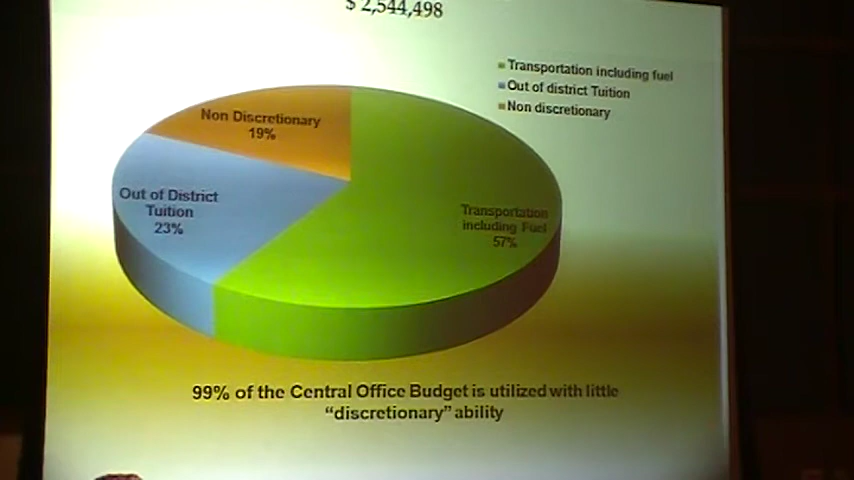 $ 2,544,498
Transportation including fuel
Out of district Tuition
Non discretionary
Non Discretionary
19%
Out of District
Tuition
23%
Transportation
including Fuel
57%
99% of the Central Office Budget is utilized with little
“discretionary” ability